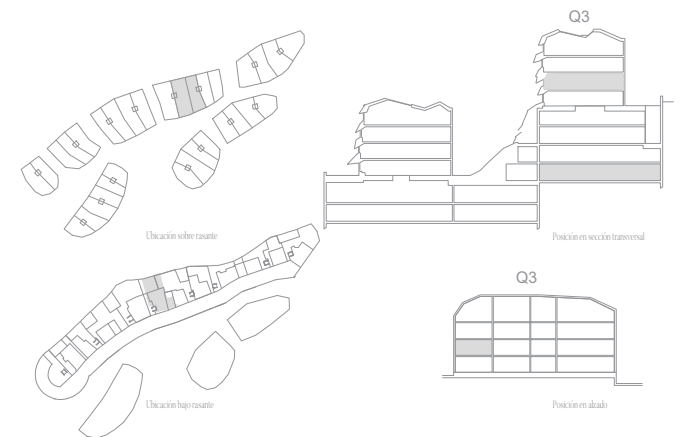 Q3
Ubicación sobre rasante
Posición en sección transversal
Q3
Ubicación bajo rasante
Posición en alzado